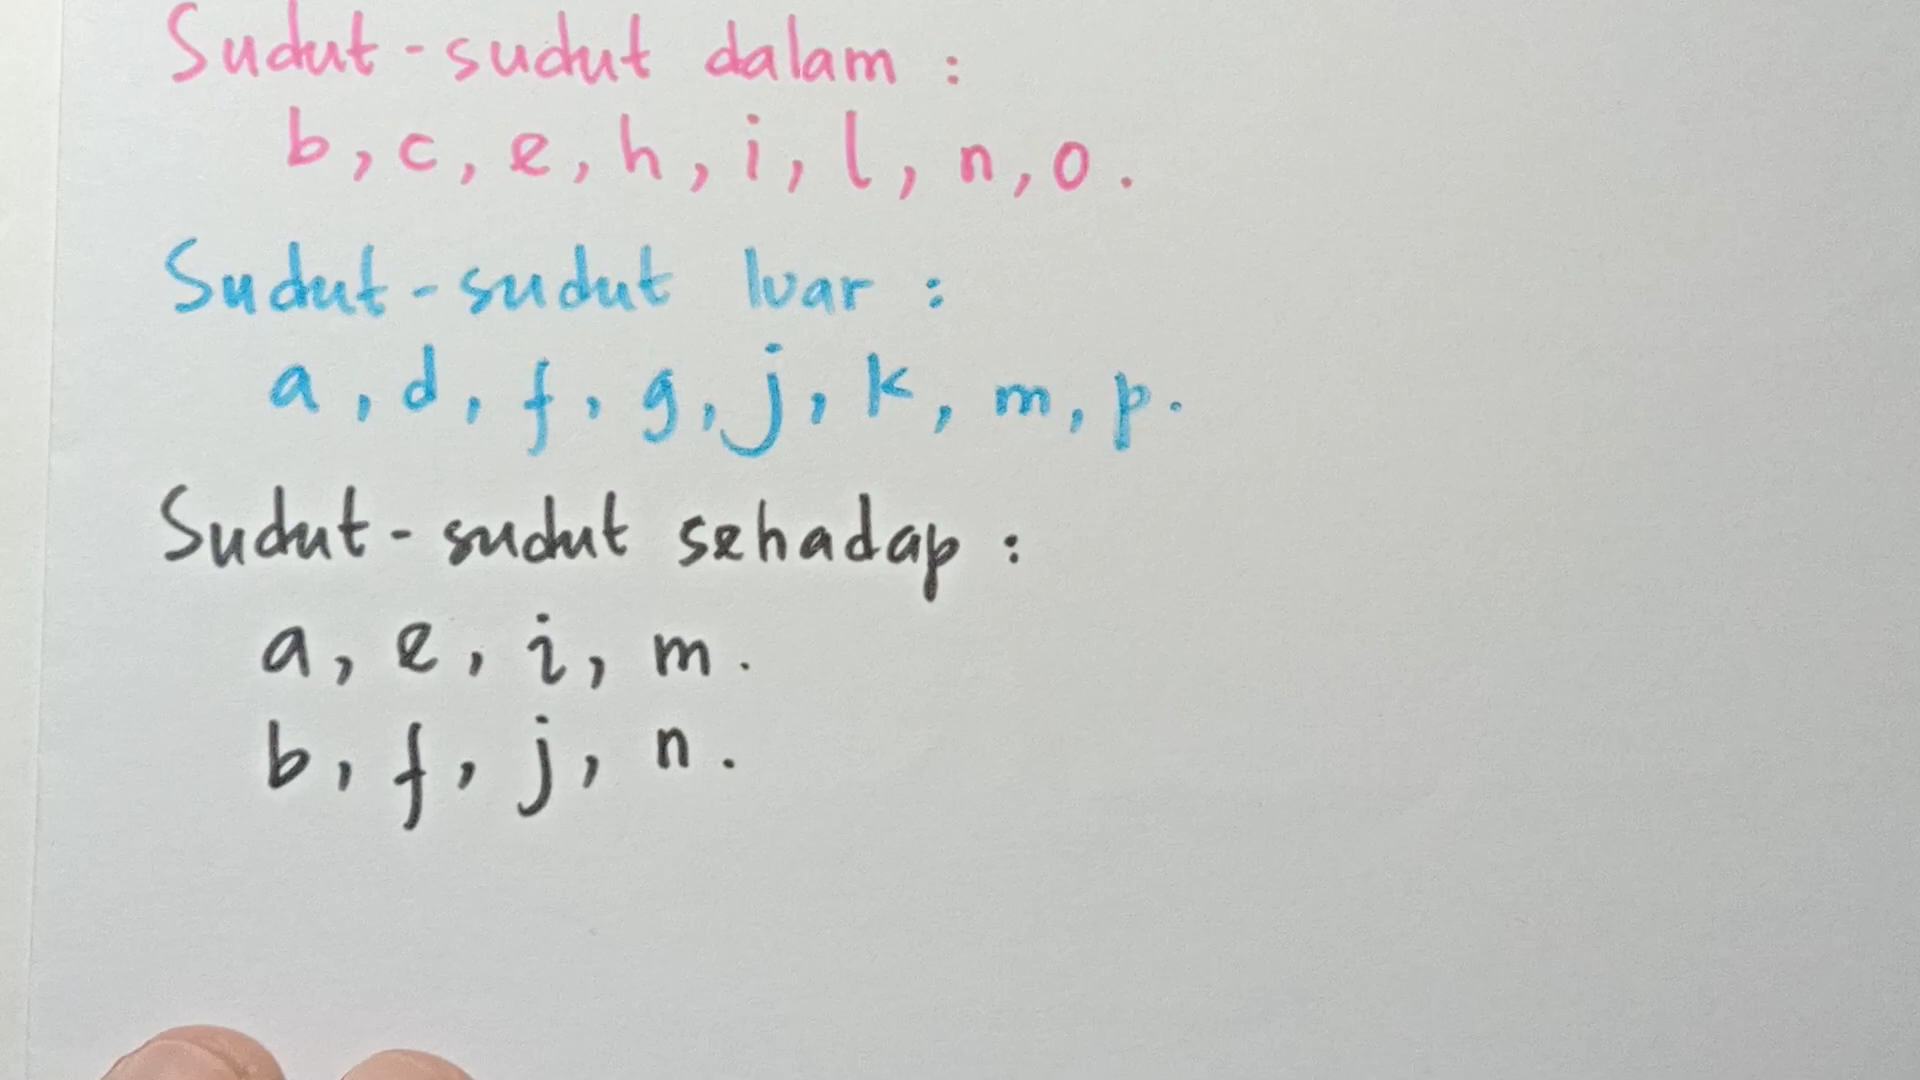 Sudut-sudut dalam :
b, c, e, h, i, l, n, o.
Sudut-sudut luar :
a, d, f, g, j, k, m, p.
Sudut-sudut sehadap :
a, e, i, m.
b, f, j, n.